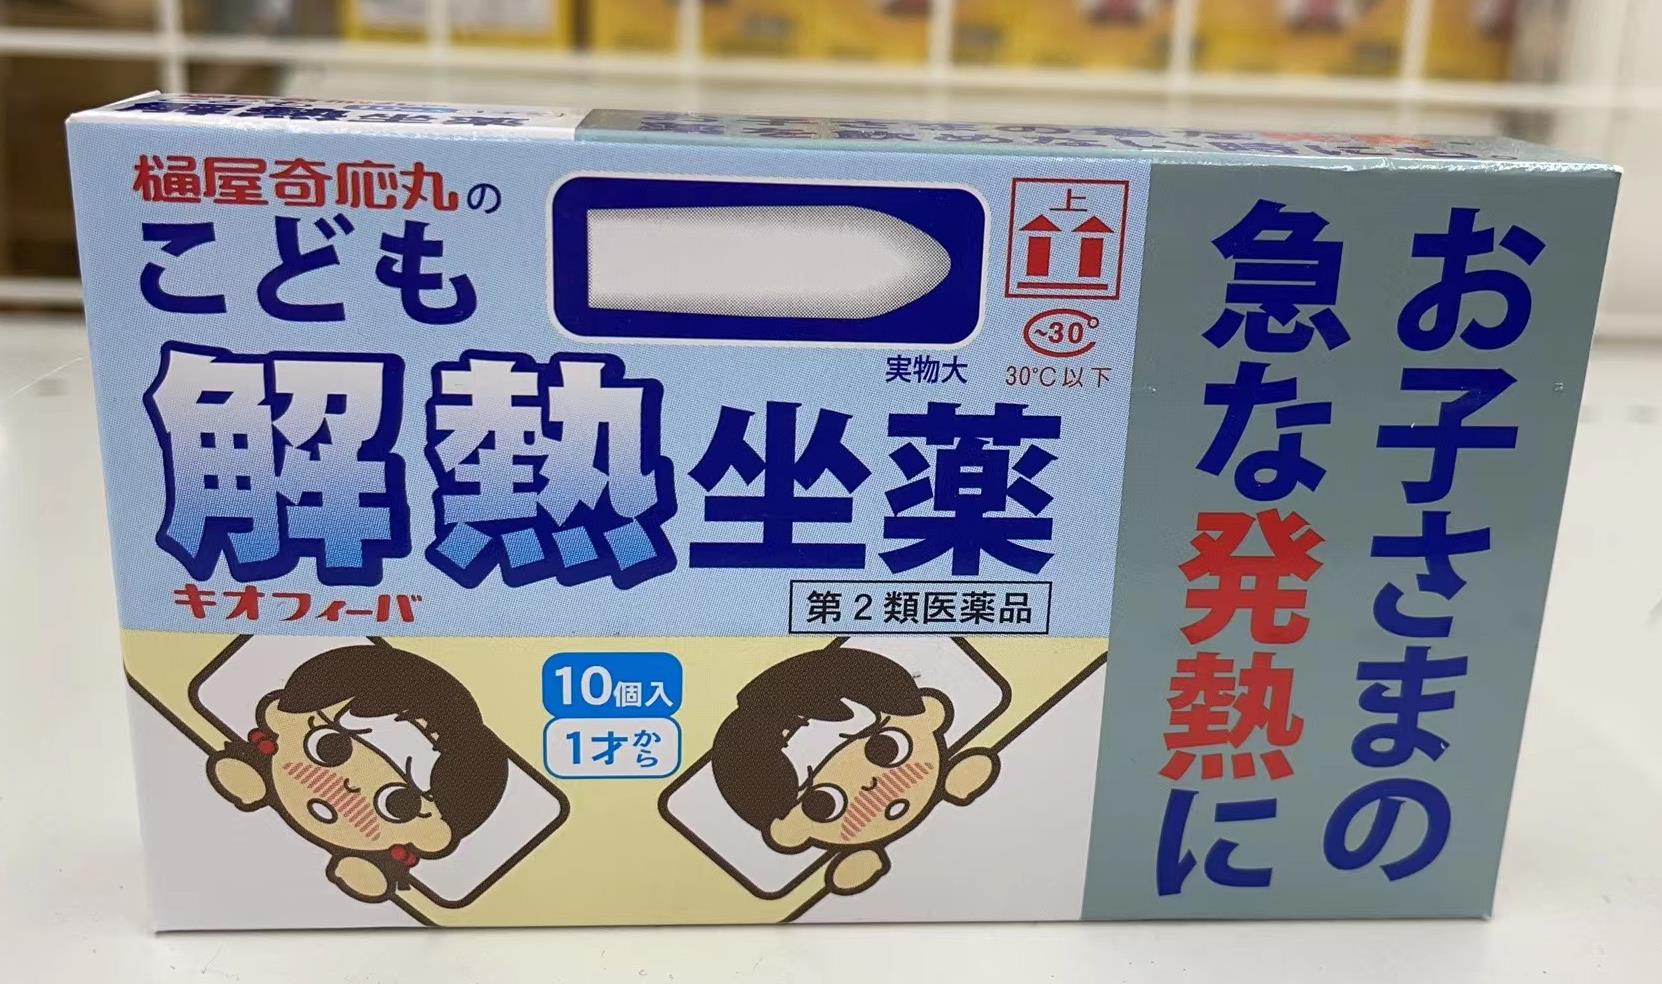 樋屋奇応丸の
こども
解熱坐薬
キオフィーバ
実物大
上
~30°
30℃以下
第2類医薬品
10個入
1才から
お子さまの
急な発熱に